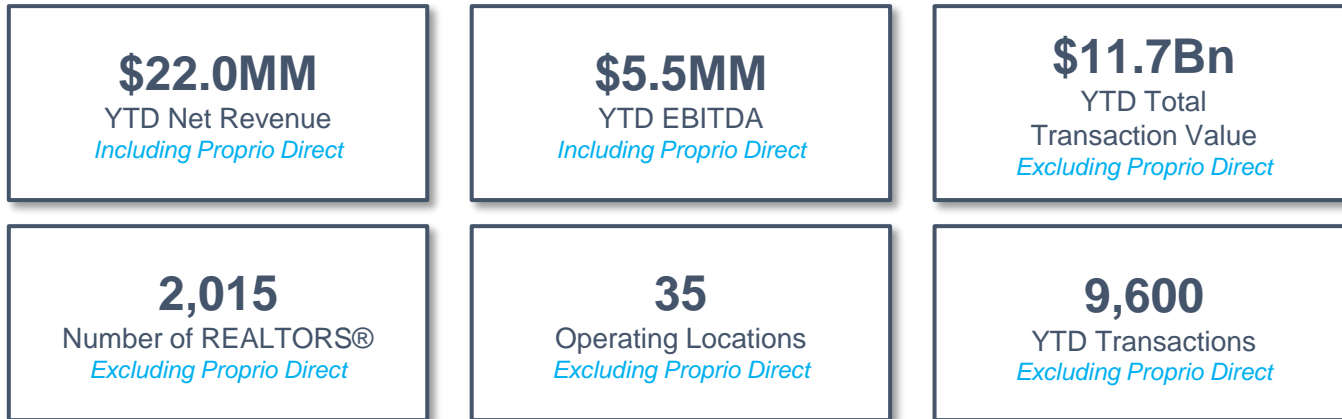 $22.0MM
YTD Net Revenue
Including Proprio Direct
$5.5MM
YTD EBITDA
Including Proprio Direct
$11.7Bn
YTD Total
Transaction Value
Excluding Proprio Direct
2,015
Number of REALTORS®
Excluding Proprio Direct
35
Operating Locations
Excluding Proprio Direct
9,600
YTD Transactions
Excluding Proprio Direct